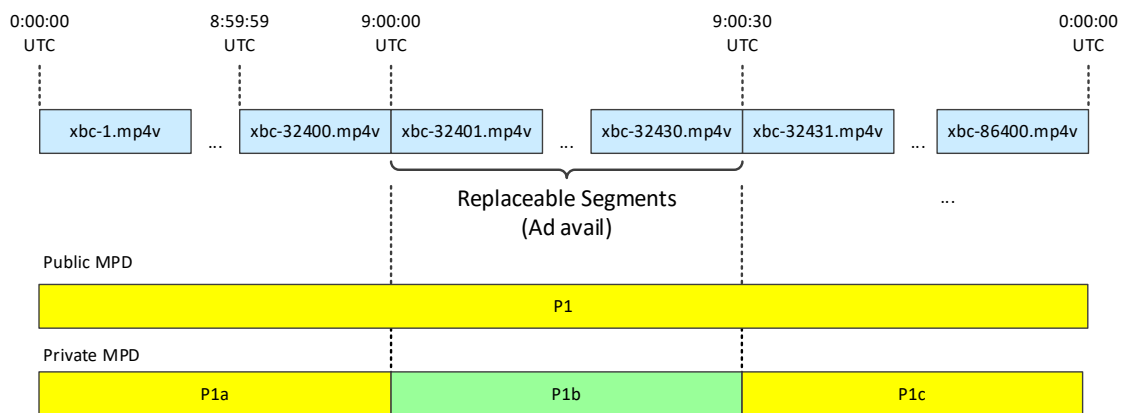 0:00:00 8:59:59 9:00:00 9:00:30 0:00:00
UTC UTC UTC UTC UTC
xbc-1.mp4v ... xbc-32400.mp4v xbc-32401.mp4v ... xbc-32430.mp4v xbc-32431.mp4v ... xbc-86400.mp4v
Replaceable Segments ...
(Ad avail)
Public MPD
P1
Private MPD
P1a P1b P1c